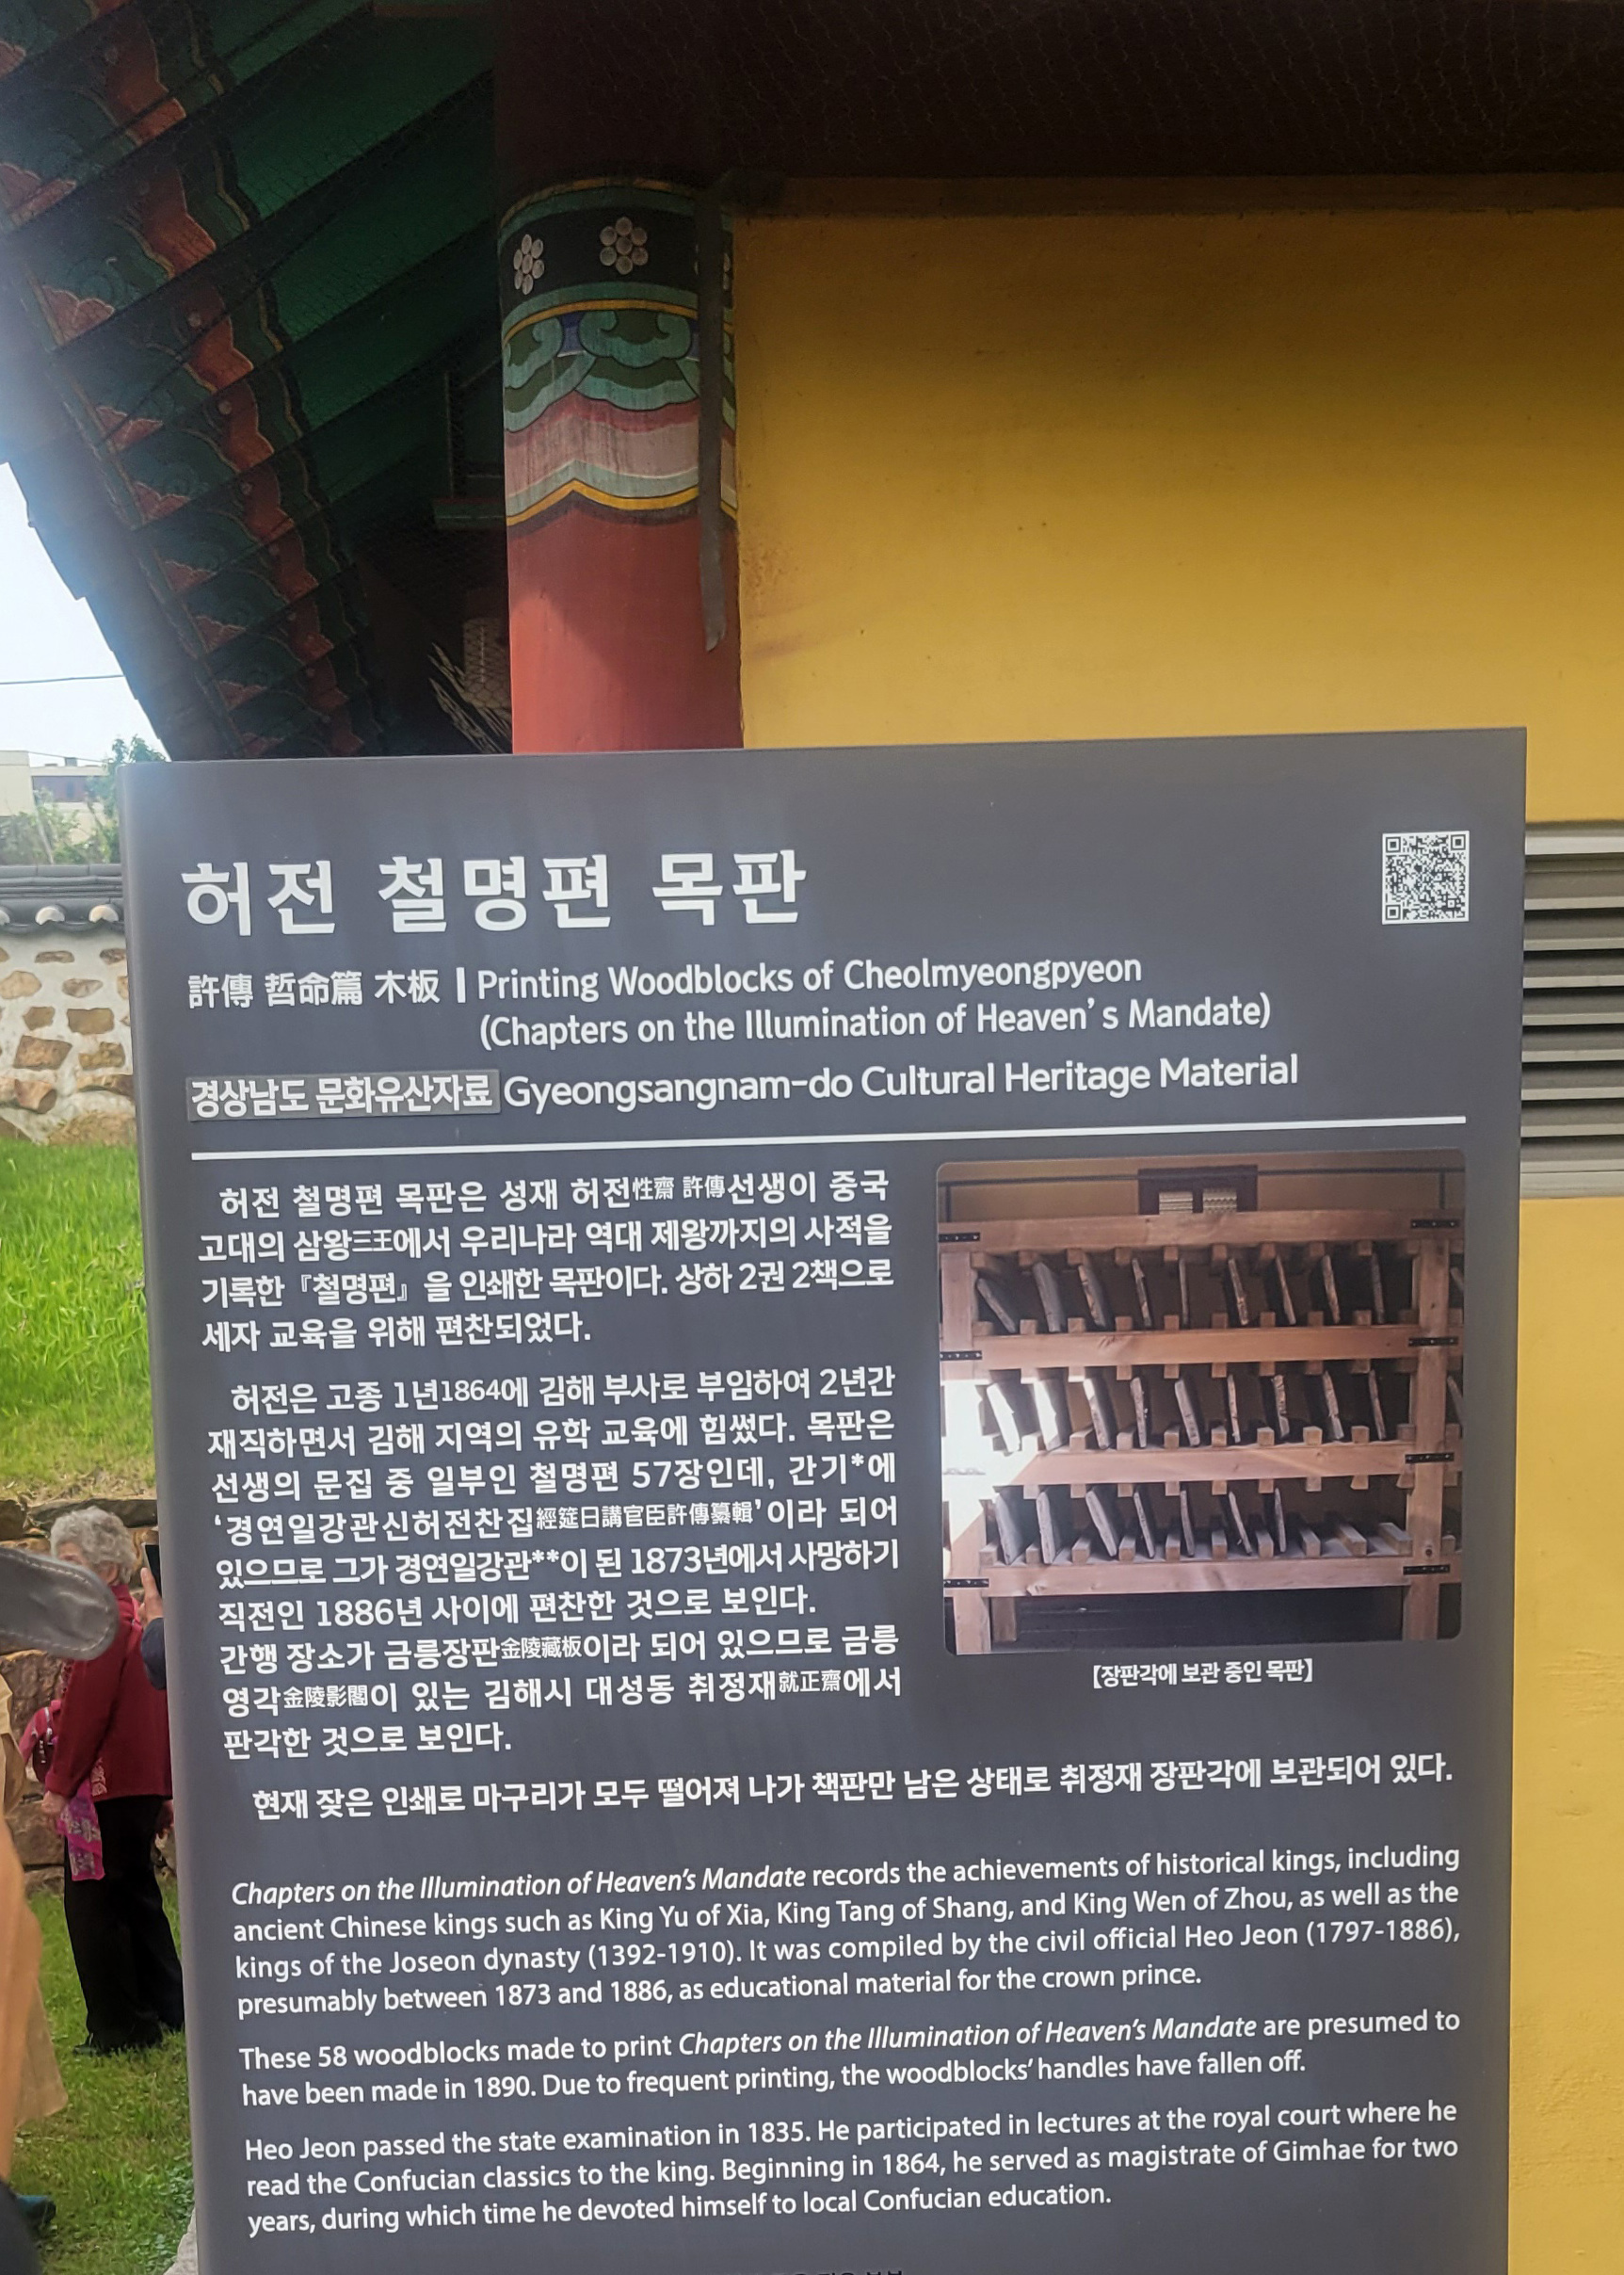 허전 철명편 목판
許傳 哲命篇 木板 | Printing Woodblocks of Cheolmyeongpyeon
(Chapters on the Illumination of Heaven's Mandate)
경상남도 문화유산자료 Gyeongsangnam-do Cultural Heritage Material
허전 철명편 목판은 성재 허전性齋 許傳선생이 중국
고대의 삼왕三王에서 우리나라 역대 제왕까지의 사적을
기록한『철명편』을 인쇄한 목판이다. 상하 2권 2책으로
세자 교육을 위해 편찬되었다.
허전은 고종 1년1864에 김해 부사로 부임하여 2년간
재직하면서 김해 지역의 유학 교육에 힘썼다. 목판은
선생의 문집 중 일부인 철명편 57장인데, 간기*에
‘경연일강관신허전찬집經筵日講官臣許傳纂輯’이라 되어
있으므로 그가 경연일강관**이 된 1873년에서 사망하기
직전인 1886년 사이에 편찬한 것으로 보인다.
간행 장소가 금릉장판金陵藏板이라 되어 있으므로 금릉
영각金陵影閣이 있는 김해시 대성동 취정재就正齋에서
판각한 것으로 보인다.
【장판각에 보관 중인 목판】
현재 잦은 인쇄로 마구리가 모두 떨어져 나가 책판만 남은 상태로 취정재 장판각에 보관되어 있다.
Chapters on the Illumination of Heaven's Mandate records the achievements of historical kings, including
ancient Chinese kings such as King Yu of Xia, King Tang of Shang, and King Wen of Zhou, as well as the
kings of the Joseon dynasty (1392-1910). It was compiled by the civil official Heo Jeon (1797-1886),
presumably between 1873 and 1886, as educational material for the crown prince.
These 58 woodblocks made to print Chapters on the Illumination of Heaven's Mandate are presumed to
have been made in 1890. Due to frequent printing, the woodblocks' handles have fallen off.
Heo Jeon passed the state examination in 1835. He participated in lectures at the royal court where he
read the Confucian classics to the king. Beginning in 1864, he served as magistrate of Gimhae for two
years, during which time he devoted himself to local Confucian education.